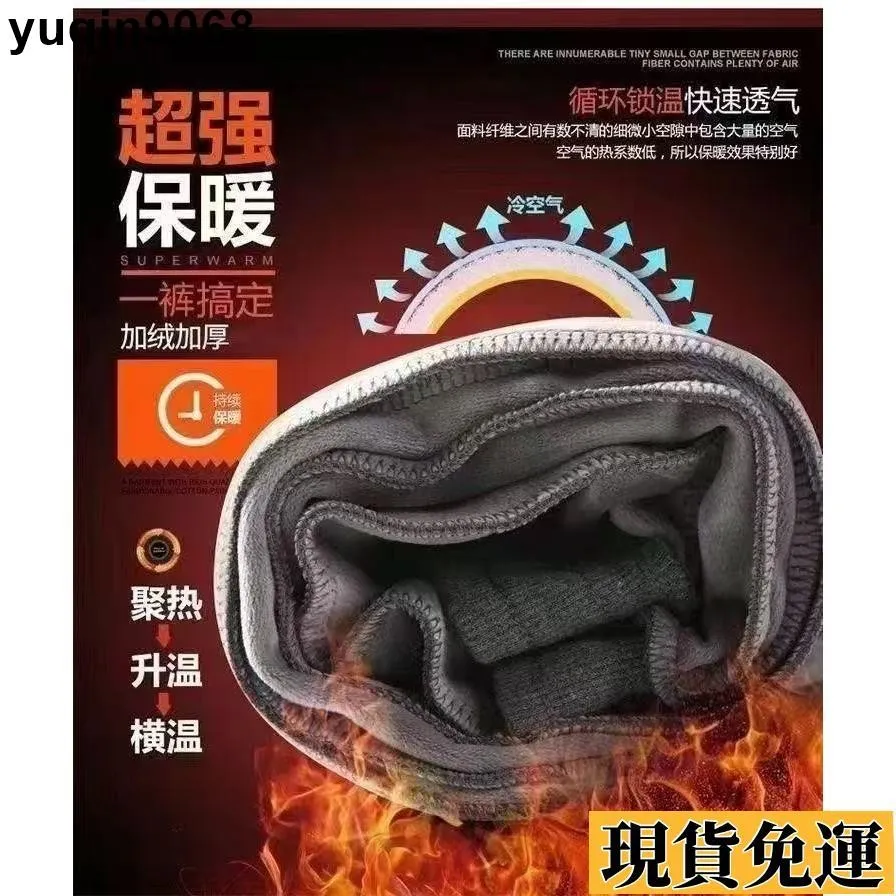 yuqin9068
THERE ARE INNUMERABLE TINY SMALL GAP BETWEEN FABRIC
FIBER CONTAINS PLENTY OF AIR
循环锁温快速透气
面料纤维之间有数不清的细微小空隙中包含大量的空气
空气的热系数低，所以保暖效果特别好
超强
保暖
SUPERWARM
一裤搞定
加绒加厚
冷空气
持续
保暖
聚热
升温
横温
現貨免運